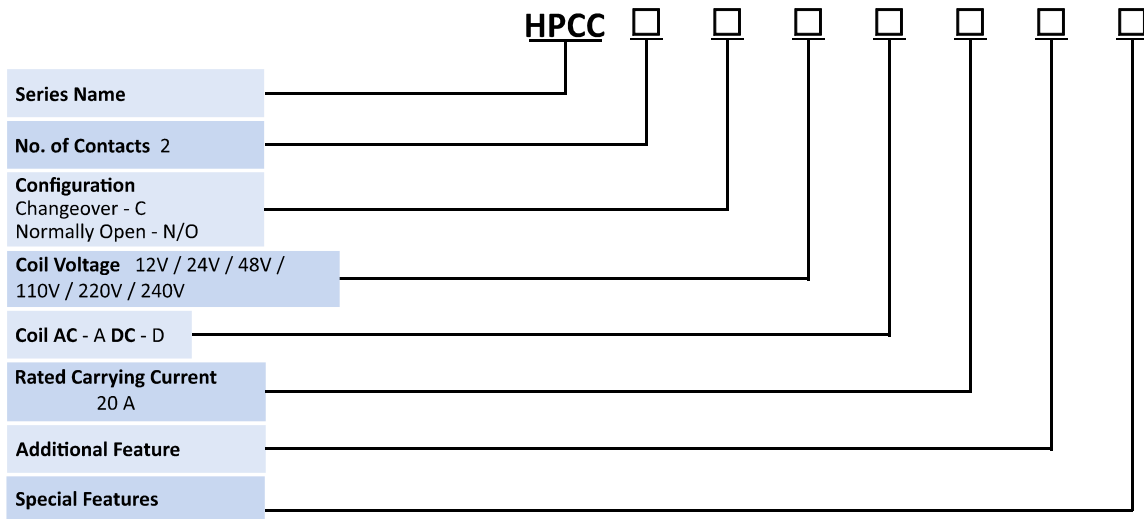 HPCC
Series Name
No. of Contacts 2
Configuration
Changeover - C
Normally Open - N/O
Coil Voltage 12V / 24V / 48V /
110V / 220V / 240V
Coil AC - A DC - D
Rated Carrying Current
20 A
Additional Feature
Special Features